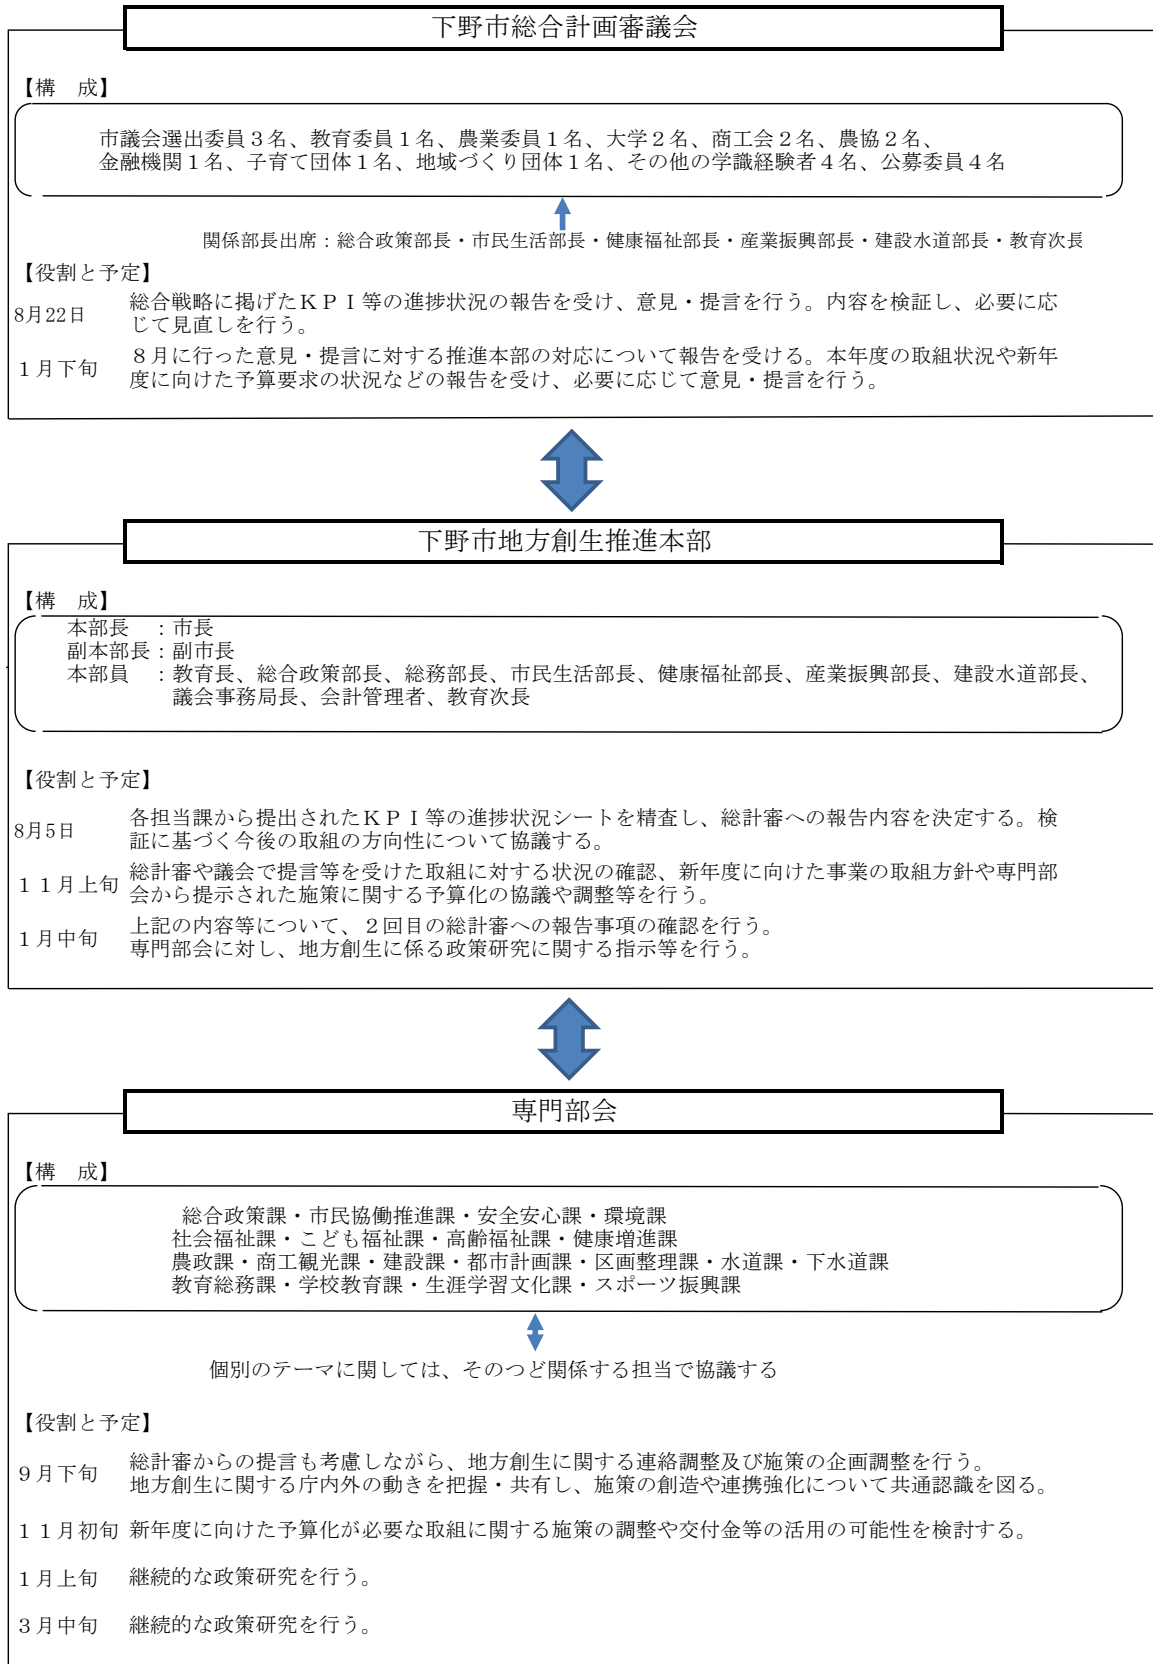 下野市総合計画審議会
【構　成】
市議会選出委員３名、教育委員１名、農業委員１名、大学２名、商工会２名、農協２名、
金融機関１名、子育て団体１名、地域づくり団体１名、その他の学識経験者４名、公募委員４名
関係部長出席：総合政策部長・市民生活部長・健康福祉部長・産業振興部長・建設水道部長・教育次長
【役割と予定】
8月22日　総合戦略に掲げたＫＰＩ等の進捗状況の報告を受け、意見・提言を行う。内容を検証し、必要に応
じて見直しを行う。
１月下旬　８月に行った意見・提言に対する推進本部の対応について報告を受ける。本年度の取組状況や新年
度に向けた予算要求の状況などの報告を受け、必要に応じて意見・提言を行う。
下野市地方創生推進本部
【構　成】
本部長　：市長
副本部長：副市長
本部員　：教育長、総合政策部長、総務部長、市民生活部長、健康福祉部長、産業振興部長、建設水道部長、
議会事務局長、会計管理者、教育次長
【役割と予定】
8月5日　各担当課から提出されたＫＰＩ等の進捗状況シートを精査し、総計審への報告内容を決定する。検
証に基づく今後の取組の方向性について協議する。
１１月上旬　総計審や議会で提言等を受けた取組に対する状況の確認、新年度に向けた事業の取組方針や専門部
会から提示された施策に関する予算化の協議や調整等を行う。
１月中旬　上記の内容等について、２回目の総計審への報告事項の確認を行う。
専門部会に対し、地方創生に係る政策研究に関する指示等を行う。
専門部会
【構　成】
総合政策課・市民協働推進課・安全安心課・環境課
社会福祉課・こども福祉課・高齢福祉課・健康増進課
農政課・商工観光課・建設課・都市計画課・区画整理課・水道課・下水道課
教育総務課・学校教育課・生涯学習文化課・スポーツ振興課
個別のテーマに関しては、そのつど関係する担当で協議する
【役割と予定】
９月下旬　総計審からの提言も考慮しながら、地方創生に関する連絡調整及び施策の企画調整を行う。
地方創生に関する庁内外の動きを把握・共有し、施策の創造や連携強化について共通認識を図る。
１１月初旬　新年度に向けた予算化が必要な取組に関する施策の調整や交付金等の活用の可能性を検討する。
１月上旬　継続的な政策研究を行う。
３月中旬　継続的な政策研究を行う。